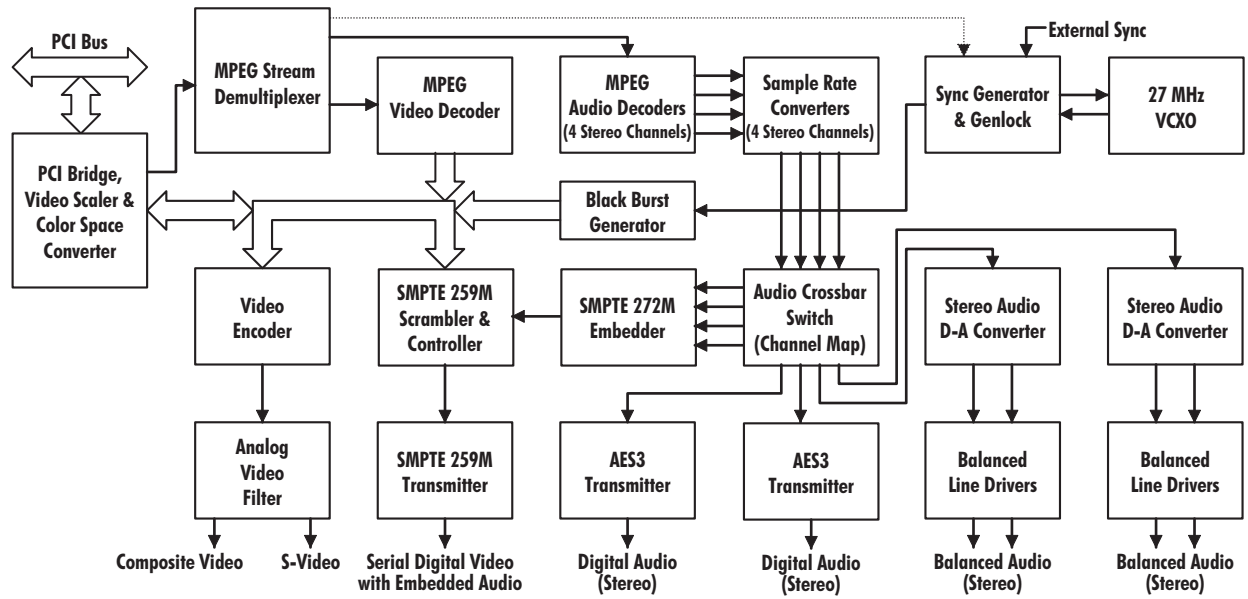 PCI Bus
MPEG Stream
Demultiplexer
MPEG
Video Decoder
MPEG
Audio Decoders
(4 Stereo Channels)
Sample Rate
Converters
(4 Stereo Channels)
External Sync
Sync Generator
& Genlock
27 MHz
VCXO
PCI Bridge,
Video Scaler &
Color Space
Converter
Black Burst
Generator
Video
Encoder
SMPTE 259M
Scrambler &
Controller
SMPTE 272M
Embedder
Audio Crossbar
Switch
(Channel Map)
Stereo Audio
D-A Converter
Stereo Audio
D-A Converter
Analog
Video
Filter
SMPTE 259M
Transmitter
AES3
Transmitter
AES3
Transmitter
Balanced
Line Drivers
Balanced
Line Drivers
Composite Video
S-Video
Serial Digital Video
with Embedded Audio
Digital Audio
(Stereo)
Digital Audio
(Stereo)
Balanced Audio
(Stereo)
Balanced Audio
(Stereo)